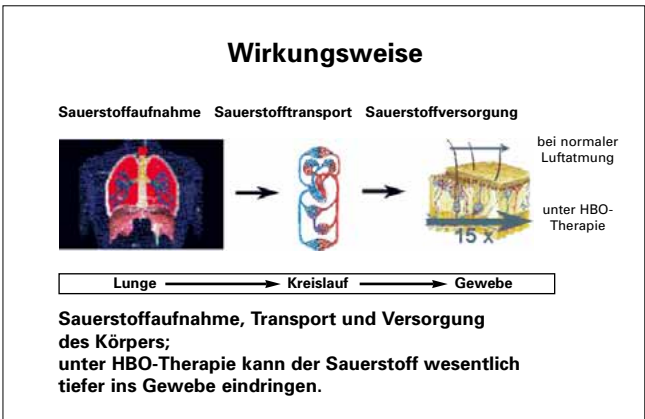 Wirkungsweise
Sauerstoffaufnahme Sauerstofftransport Sauerstoffversorgung
bei normaler
Luftatmung
unter HBO-
Therapie
15 x
Lunge Kreislauf Gewebe
Sauerstoffaufnahme, Transport und Versorgung
des Körpers;
unter HBO-Therapie kann der Sauerstoff wesentlich
tiefer ins Gewebe eindringen.